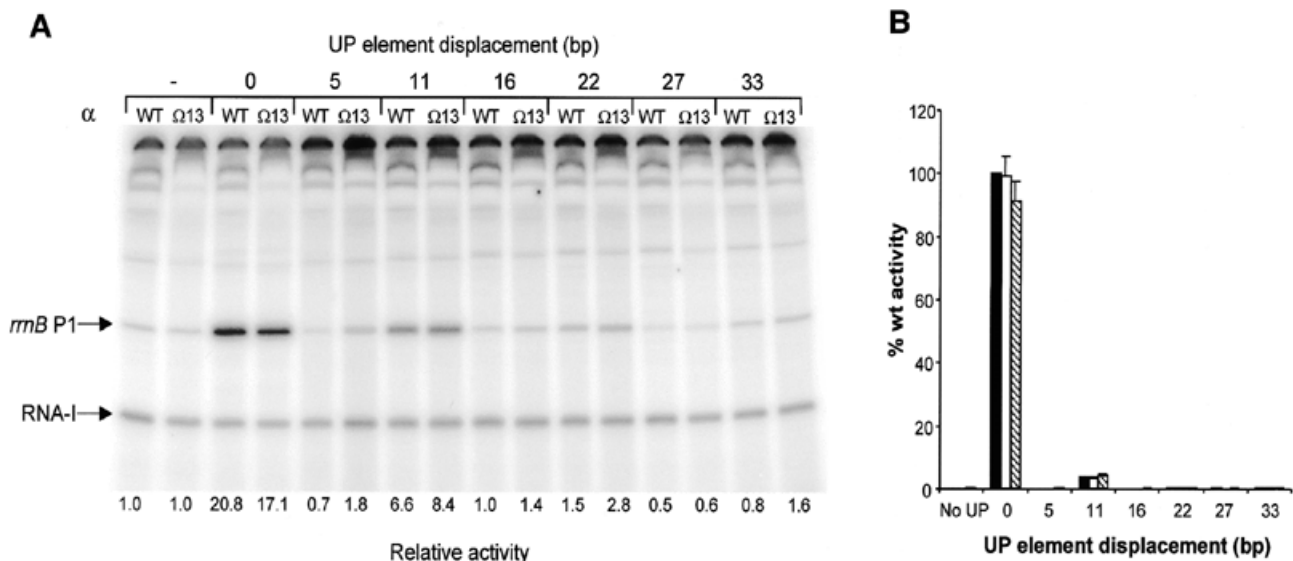 A
UP element displacement (bp)
- 0 5 11 16 22 27 33
α WT Ω13 WT Ω13 WT Ω13 WT Ω13 WT Ω13 WT Ω13 WT Ω13 WT Ω13
rrnB P1
RNA-I
1.0 1.0 20.8 17.1 0.7 1.8 6.6 8.4 1.0 1.4 1.5 2.8 0.5 0.6 0.8 1.6
Relative activity
B
% wt activity
120
100
80
60
40
20
0
No UP 0 5 11 16 22 27 33
UP element displacement (bp)